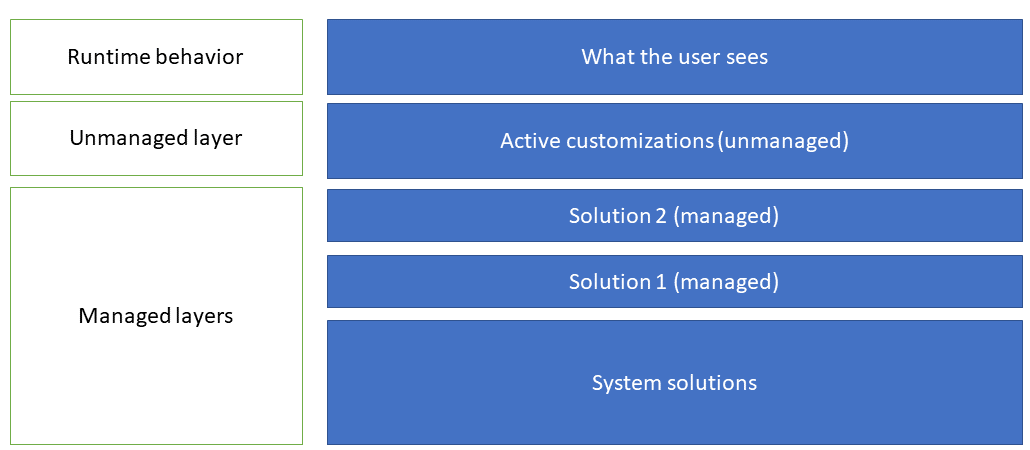 Runtime behavior
What the user sees
Unmanaged layer
Active customizations (unmanaged)
Managed layers
Solution 2 (managed)
Solution 1 (managed)
System solutions